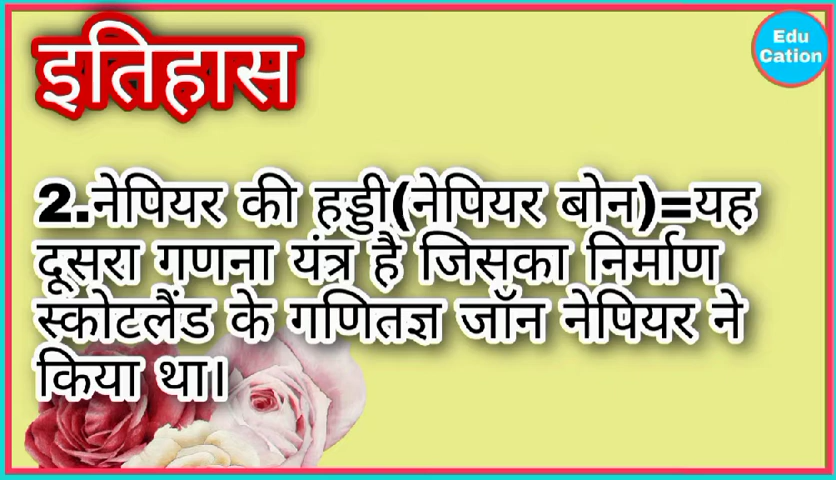 इतिहास
Edu
Cation
2.नेपियर की हड्डी(नेपियर बोन)=यह
दूसरा गणना यंत्र है जिसका निर्माण
स्कोटलैंड के गणितज्ञ जॉन नेपियर ने
किया था।